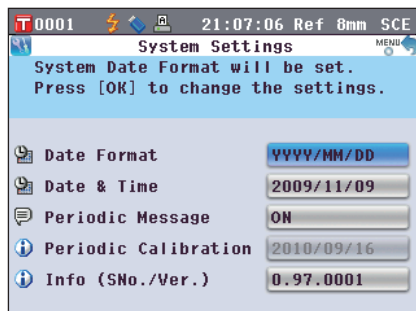 T 0001 A 21:07:06 Ref 8mm SCE
System Settings MENU
System Date Format will be set.
Press [OK] to change the settings.
Date Format YYYY/MM/DD
Date & Time 2009/11/09
Periodic Message ON
Periodic Calibration 2010/09/16
Info (SNo./Ver.) 0.97.0001